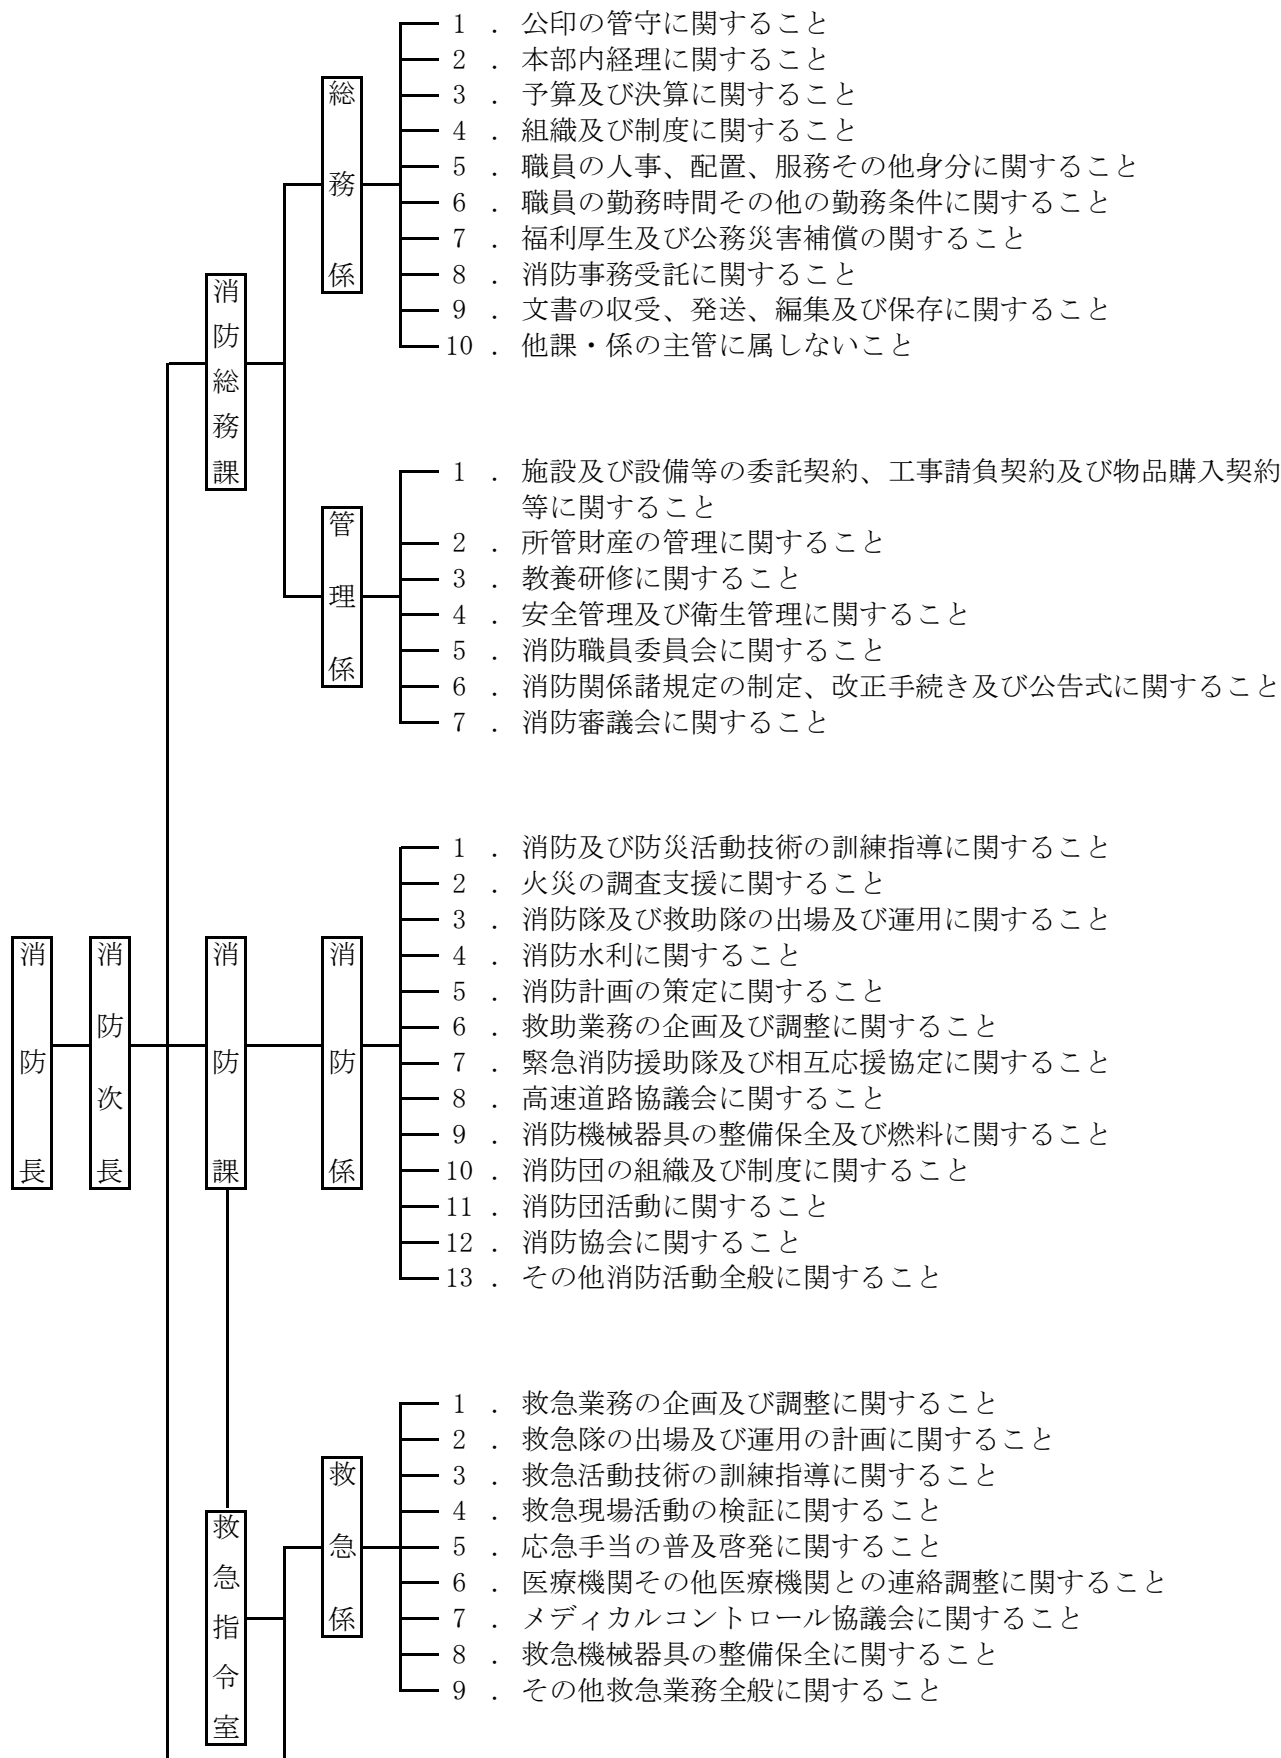 消防長
消防次長
消防総務課
総務係
1 . 公印の管守に関すること
2 . 本部内経理に関すること
3 . 予算及び決算に関すること
4 . 組織及び制度に関すること
5 . 職員の人事、配置、服務その他身分に関すること
6 . 職員の勤務時間その他の勤務条件に関すること
7 . 福利厚生及び公務災害補償の関すること
8 . 消防事務受託に関すること
9 . 文書の収受、発送、編集及び保存に関すること
10 . 他課・係の主管に属しないこと
管理係
1 . 施設及び設備等の委託契約、工事請負契約及び物品購入契約
等に関すること
2 . 所管財産の管理に関すること
3 . 教養研修に関すること
4 . 安全管理及び衛生管理に関すること
5 . 消防職員委員会に関すること
6 . 消防関係諸規定の制定、改正手続き及び公告式に関すること
7 . 消防審議会に関すること
消防課
消防係
1 . 消防及び防災活動技術の訓練指導に関すること
2 . 火災の調査支援に関すること
3 . 消防隊及び救助隊の出場及び運用に関すること
4 . 消防水利に関すること
5 . 消防計画の策定に関すること
6 . 救助業務の企画及び調整に関すること
7 . 緊急消防援助隊及び相互応援協定に関すること
8 . 高速道路協議会に関すること
9 . 消防機械器具の整備保全及び燃料に関すること
10 . 消防団の組織及び制度に関すること
11 . 消防団活動に関すること
12 . 消防協会に関すること
13 . その他消防活動全般に関すること
救急指令室
救急係
1 . 救急業務の企画及び調整に関すること
2 . 救急隊の出場及び運用の計画に関すること
3 . 救急活動技術の訓練指導に関すること
4 . 救急現場活動の検証に関すること
5 . 応急手当の普及啓発に関すること
6 . 医療機関その他医療機関との連絡調整に関すること
7 . メディカルコントロール協議会に関すること
8 . 救急機械器具の整備保全に関すること
9 . その他救急業務全般に関すること